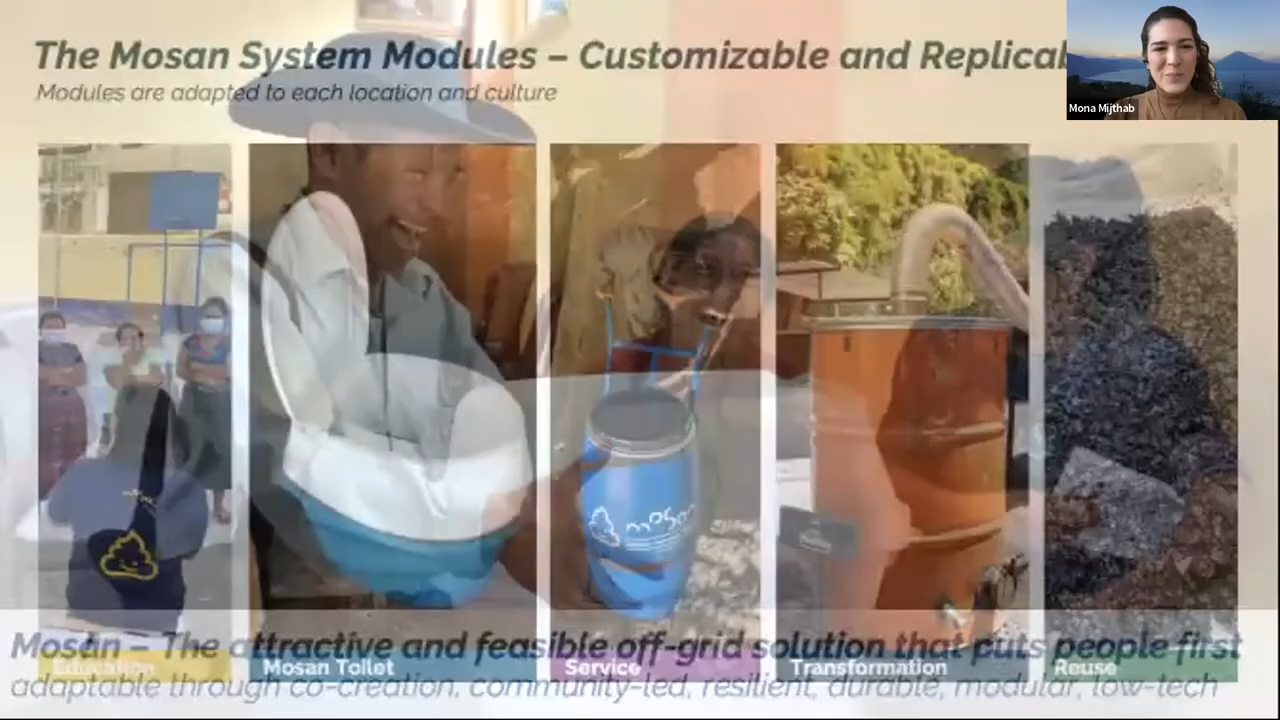 The Mosan System Modules – Customizable and Replicab
Modules are adapted to each location and culture
Mona Mijthab
mosan
Mosan – The attractive and feasible off-grid solution that puts people first
Education
Mosan Toilet
Service
Transformation
Reuse
adaptable through co-creation, community-led, resilient, durable, modular, low-tech